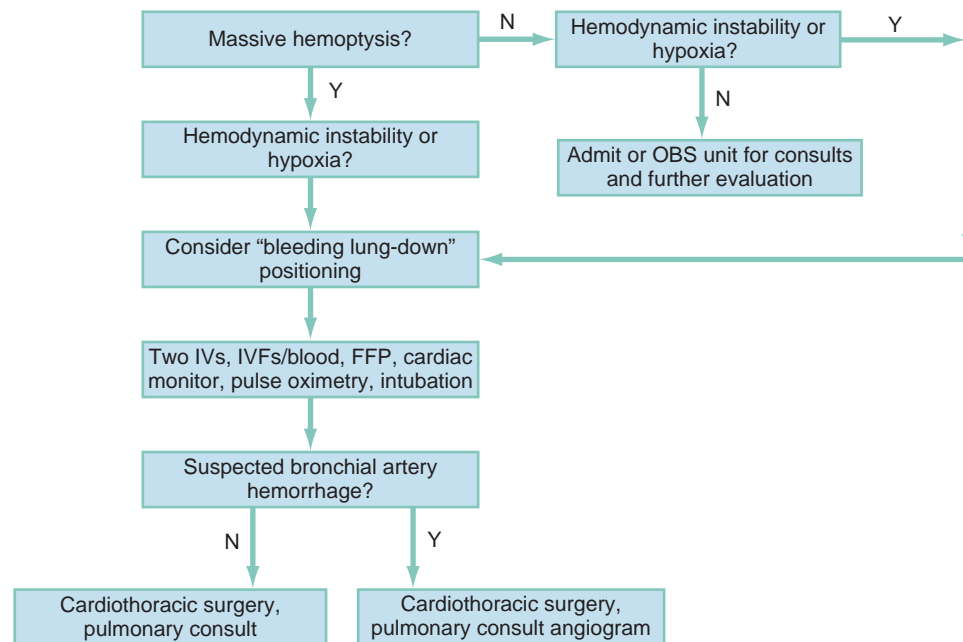 Massive hemoptysis?
N
Hemodynamic instability or
hypoxia?
Y
Y
N
Hemodynamic instability or
hypoxia?
Admit or OBS unit for consults
and further evaluation
Consider “bleeding lung-down”
positioning
Two IVs, IVFs/blood, FFP, cardiac
monitor, pulse oximetry, intubation
Suspected bronchial artery
hemorrhage?
N
Y
Cardiothoracic surgery,
pulmonary consult
Cardiothoracic surgery,
pulmonary consult angiogram